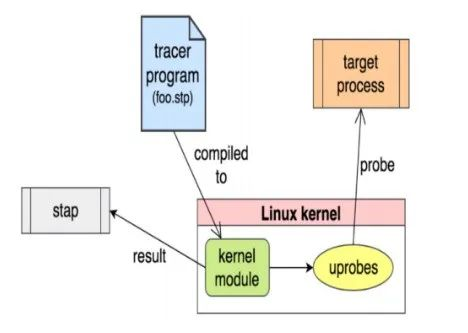 tracer
program
(foo.stp)
target
process
compiled
to
probe
stap
Linux kernel
result
kernel
module
uprobes